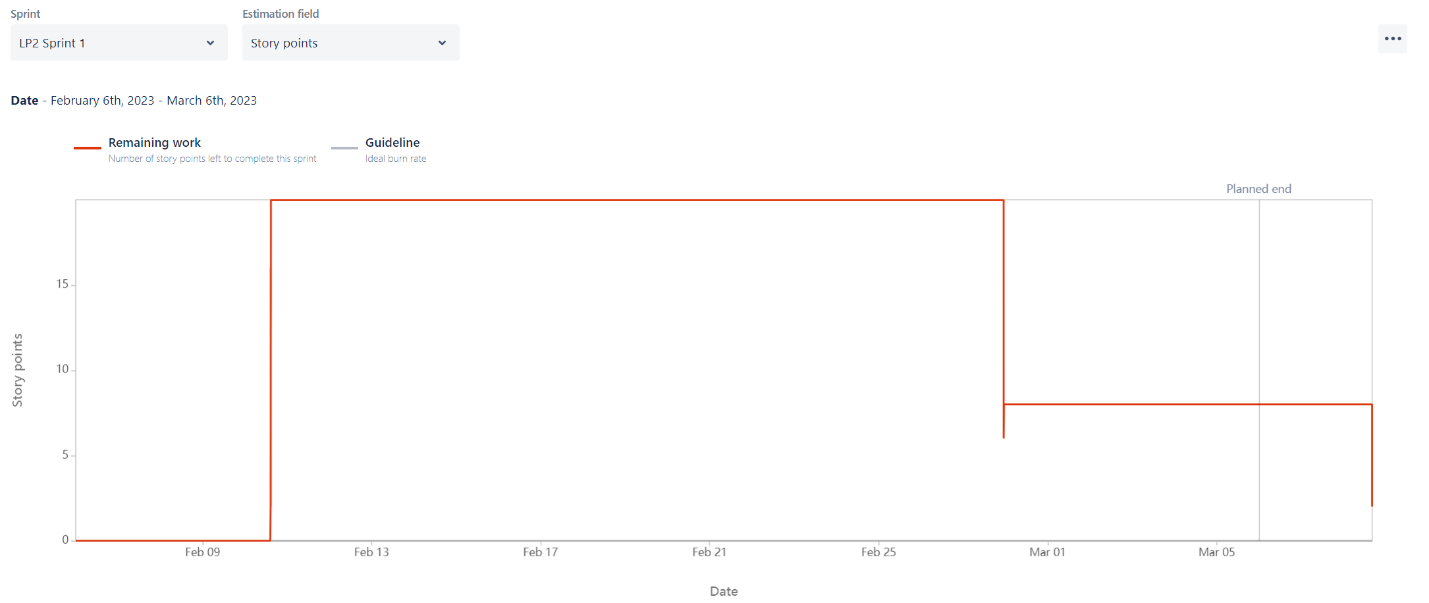 Sprint
Estimation field
LP2 Sprint 1
Story points
Date - February 6th, 2023 - March 6th, 2023
Remaining work
Number of story points left to complete this sprint
Guideline
Ideal burn rate
Planned end
15
10
5
0
Story points
Feb 09
Feb 13
Feb 17
Feb 21
Feb 25
Mar 01
Mar 05
Date